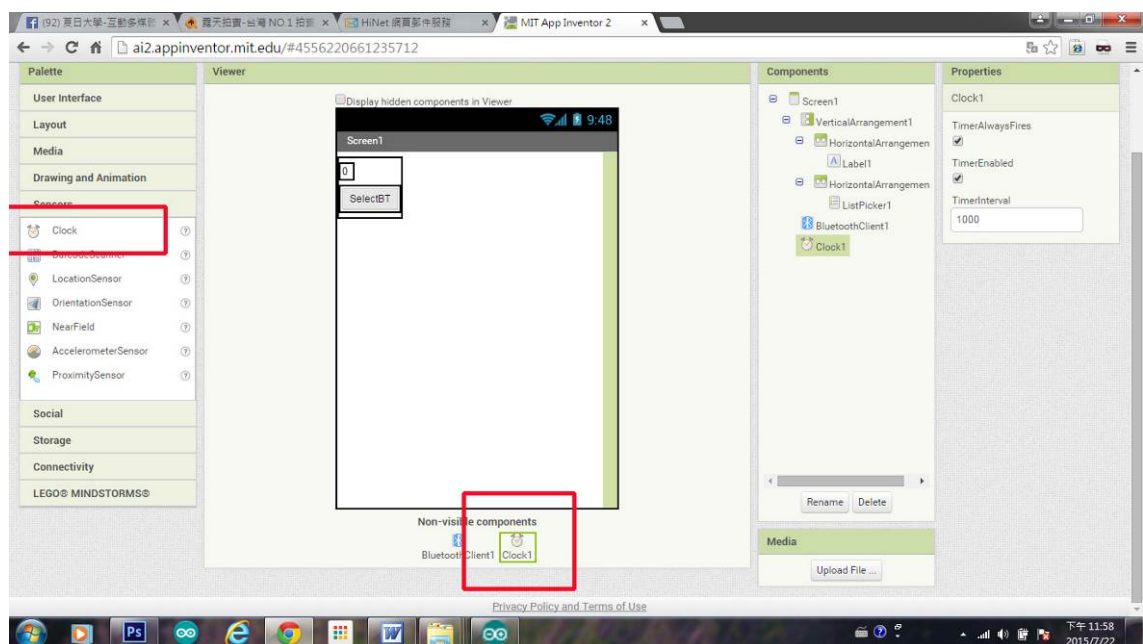 (92) 夏日大學-互動多媒
露天拍賣-台灣 NO.1 拍賣
HiNet 網頁郵件服務
MIT App Inventor 2
ai2.appinventor.mit.edu/#4556220661235712
Palette
Viewer
Components
Properties
User Interface
Layout
Media
Drawing and Animation
Sensors
Clock
BarcodeScanner
LocationSensor
OrientationSensor
NearField
AccelerometerSensor
ProximitySensor
Social
Storage
Connectivity
LEGO® MINDSTORMS®
Display hidden components in Viewer
9:48
Screen1
0
SelectBT
Non-visible components
BluetoothClient1
Clock1
Screen1
VerticalArrangement1
HorizontalArrangemen
Label1
HorizontalArrangemen
ListPicker1
BluetoothClient1
Clock1
Rename
Delete
Media
Upload File ...
Clock1
TimerAlwaysFires
TimerEnabled
TimerInterval
1000
Privacy Policy and Terms of Use
Ps
下午 11:58
2015/7/22